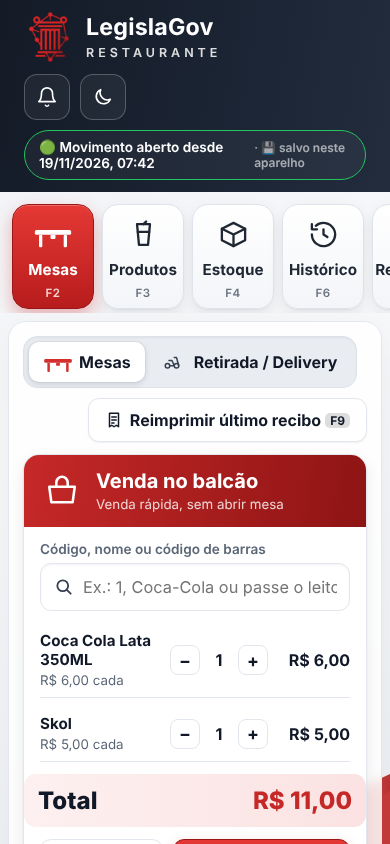 LegislaGov
RESTAURANTE
🟢 Movimento aberto desde 19/11/2026, 07:42
· 💾 salvo neste aparelho
Mesas
F2
Produtos
F3
Estoque
F4
Histórico
F6
Mesas
Retirada / Delivery
Reimprimir último recibo F9
Venda no balcão
Venda rápida, sem abrir mesa
Código, nome ou código de barras
Ex.: 1, Coca-Cola ou passe o leito
Coca Cola Lata 350ML
R$ 6,00 cada
− 1 + R$ 6,00
Skol
R$ 5,00 cada
− 1 + R$ 5,00
Total R$ 11,00